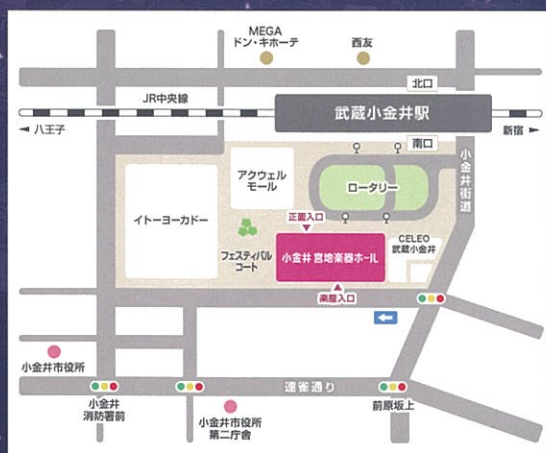 MEGA
ドン・キホーテ
西友
北口
JR中央線
武蔵小金井駅
◀ 八王子
新宿 ▶
南口
小金井街道
アクウェル
モール
ロータリー
イトーヨーカドー
正面入口
フェスティバル
コート
小金井 宮地楽器ホール
CELEO
武蔵小金井
楽屋入口
小金井市役所
連雀通り
小金井
消防署前
小金井市役所
第二庁舎
前原坂上